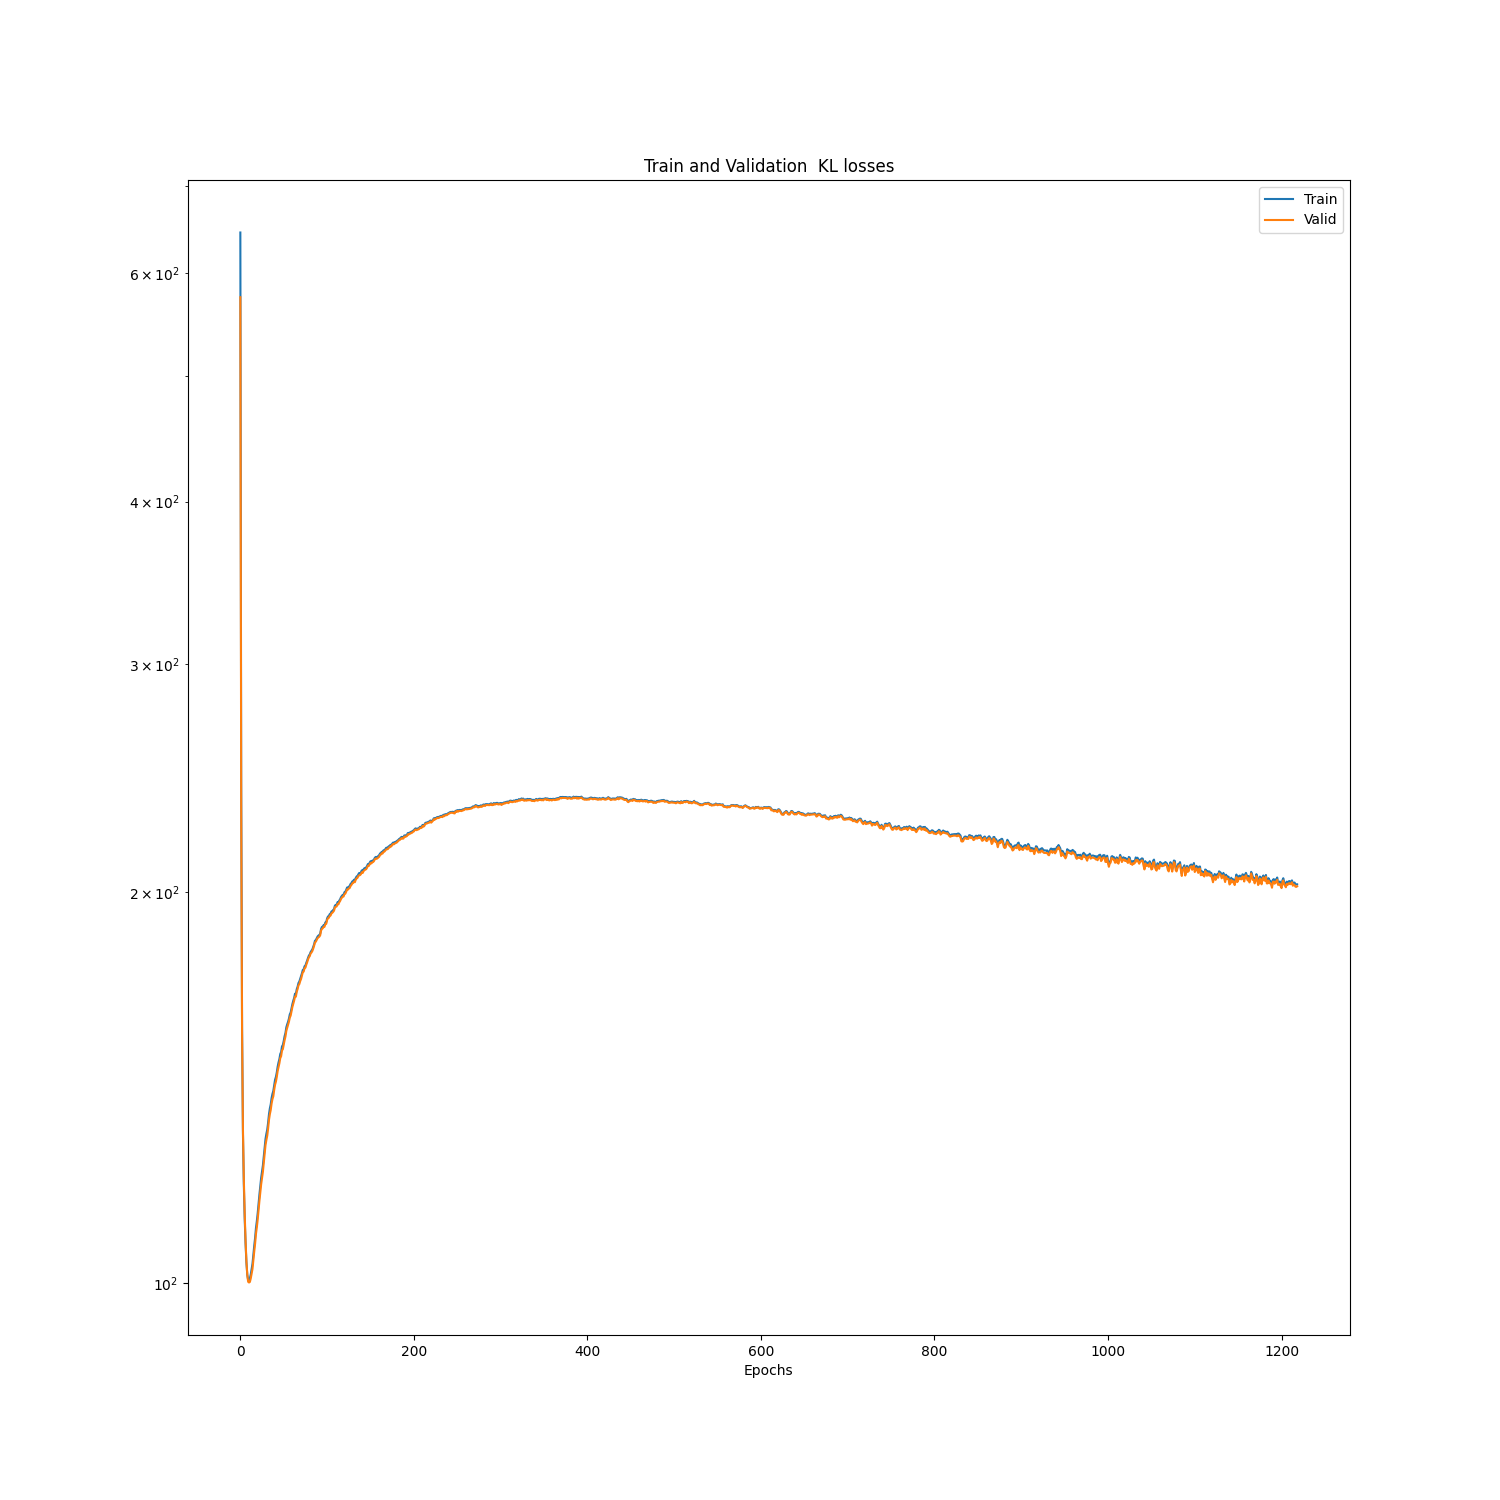 Train and Validation  KL losses
Train
Valid
6 × 10²
4 × 10²
3 × 10²
2 × 10²
10²
0 200 400 600 800 1000 1200
Epochs